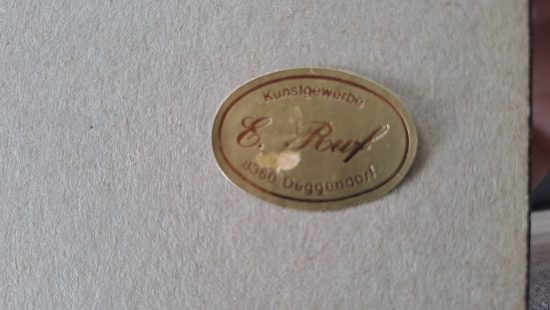 Kunstgewerbe
E. Ruf
8360 Deggendorf